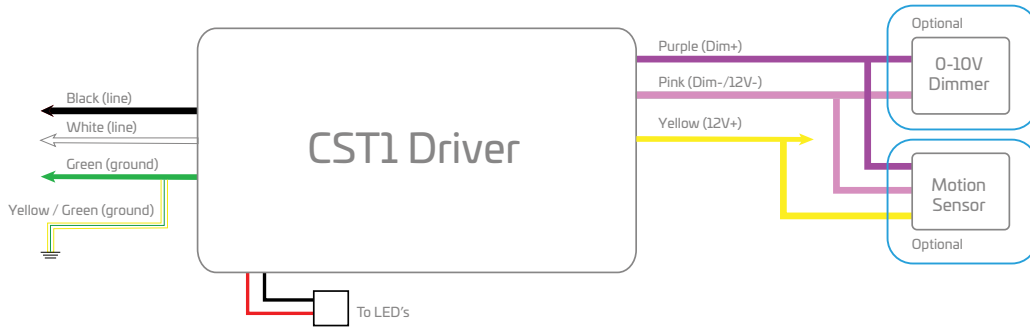 Black (line)
White (line)
Green (ground)
Yellow / Green (ground)
CST1 Driver
To LED's
Purple (Dim+)
Pink (Dim-/12V-)
Yellow (12V+)
Optional
0-10V
Dimmer
Motion
Sensor
Optional